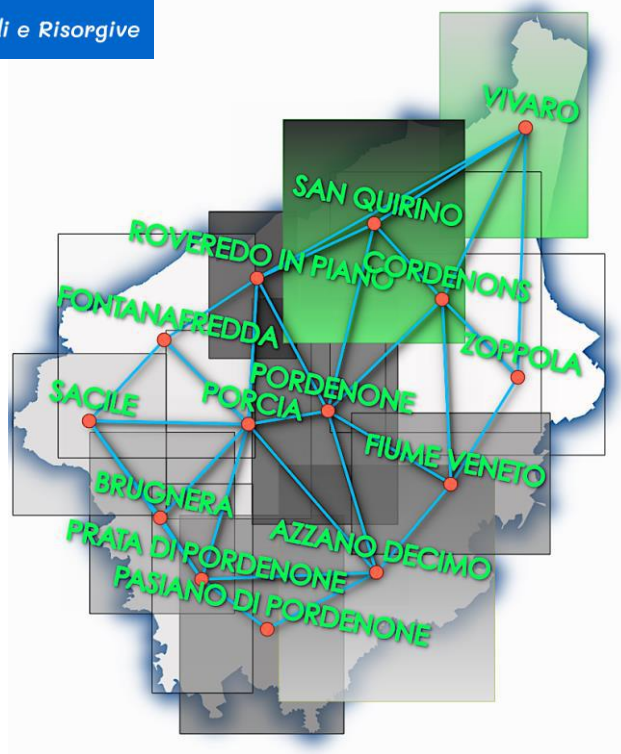 i e Risorgive
VIVARO
SAN QUIRINO
ROVEREDO IN PIANO
CORDENONS
FONTANAFREDDA
ZOPPOLA
PORDENONE
SACILE
PORCIA
FIUME VENETO
BRUGNERA
AZZANO DECIMO
PRATA DI PORDENONE
PASIANO DI PORDENONE